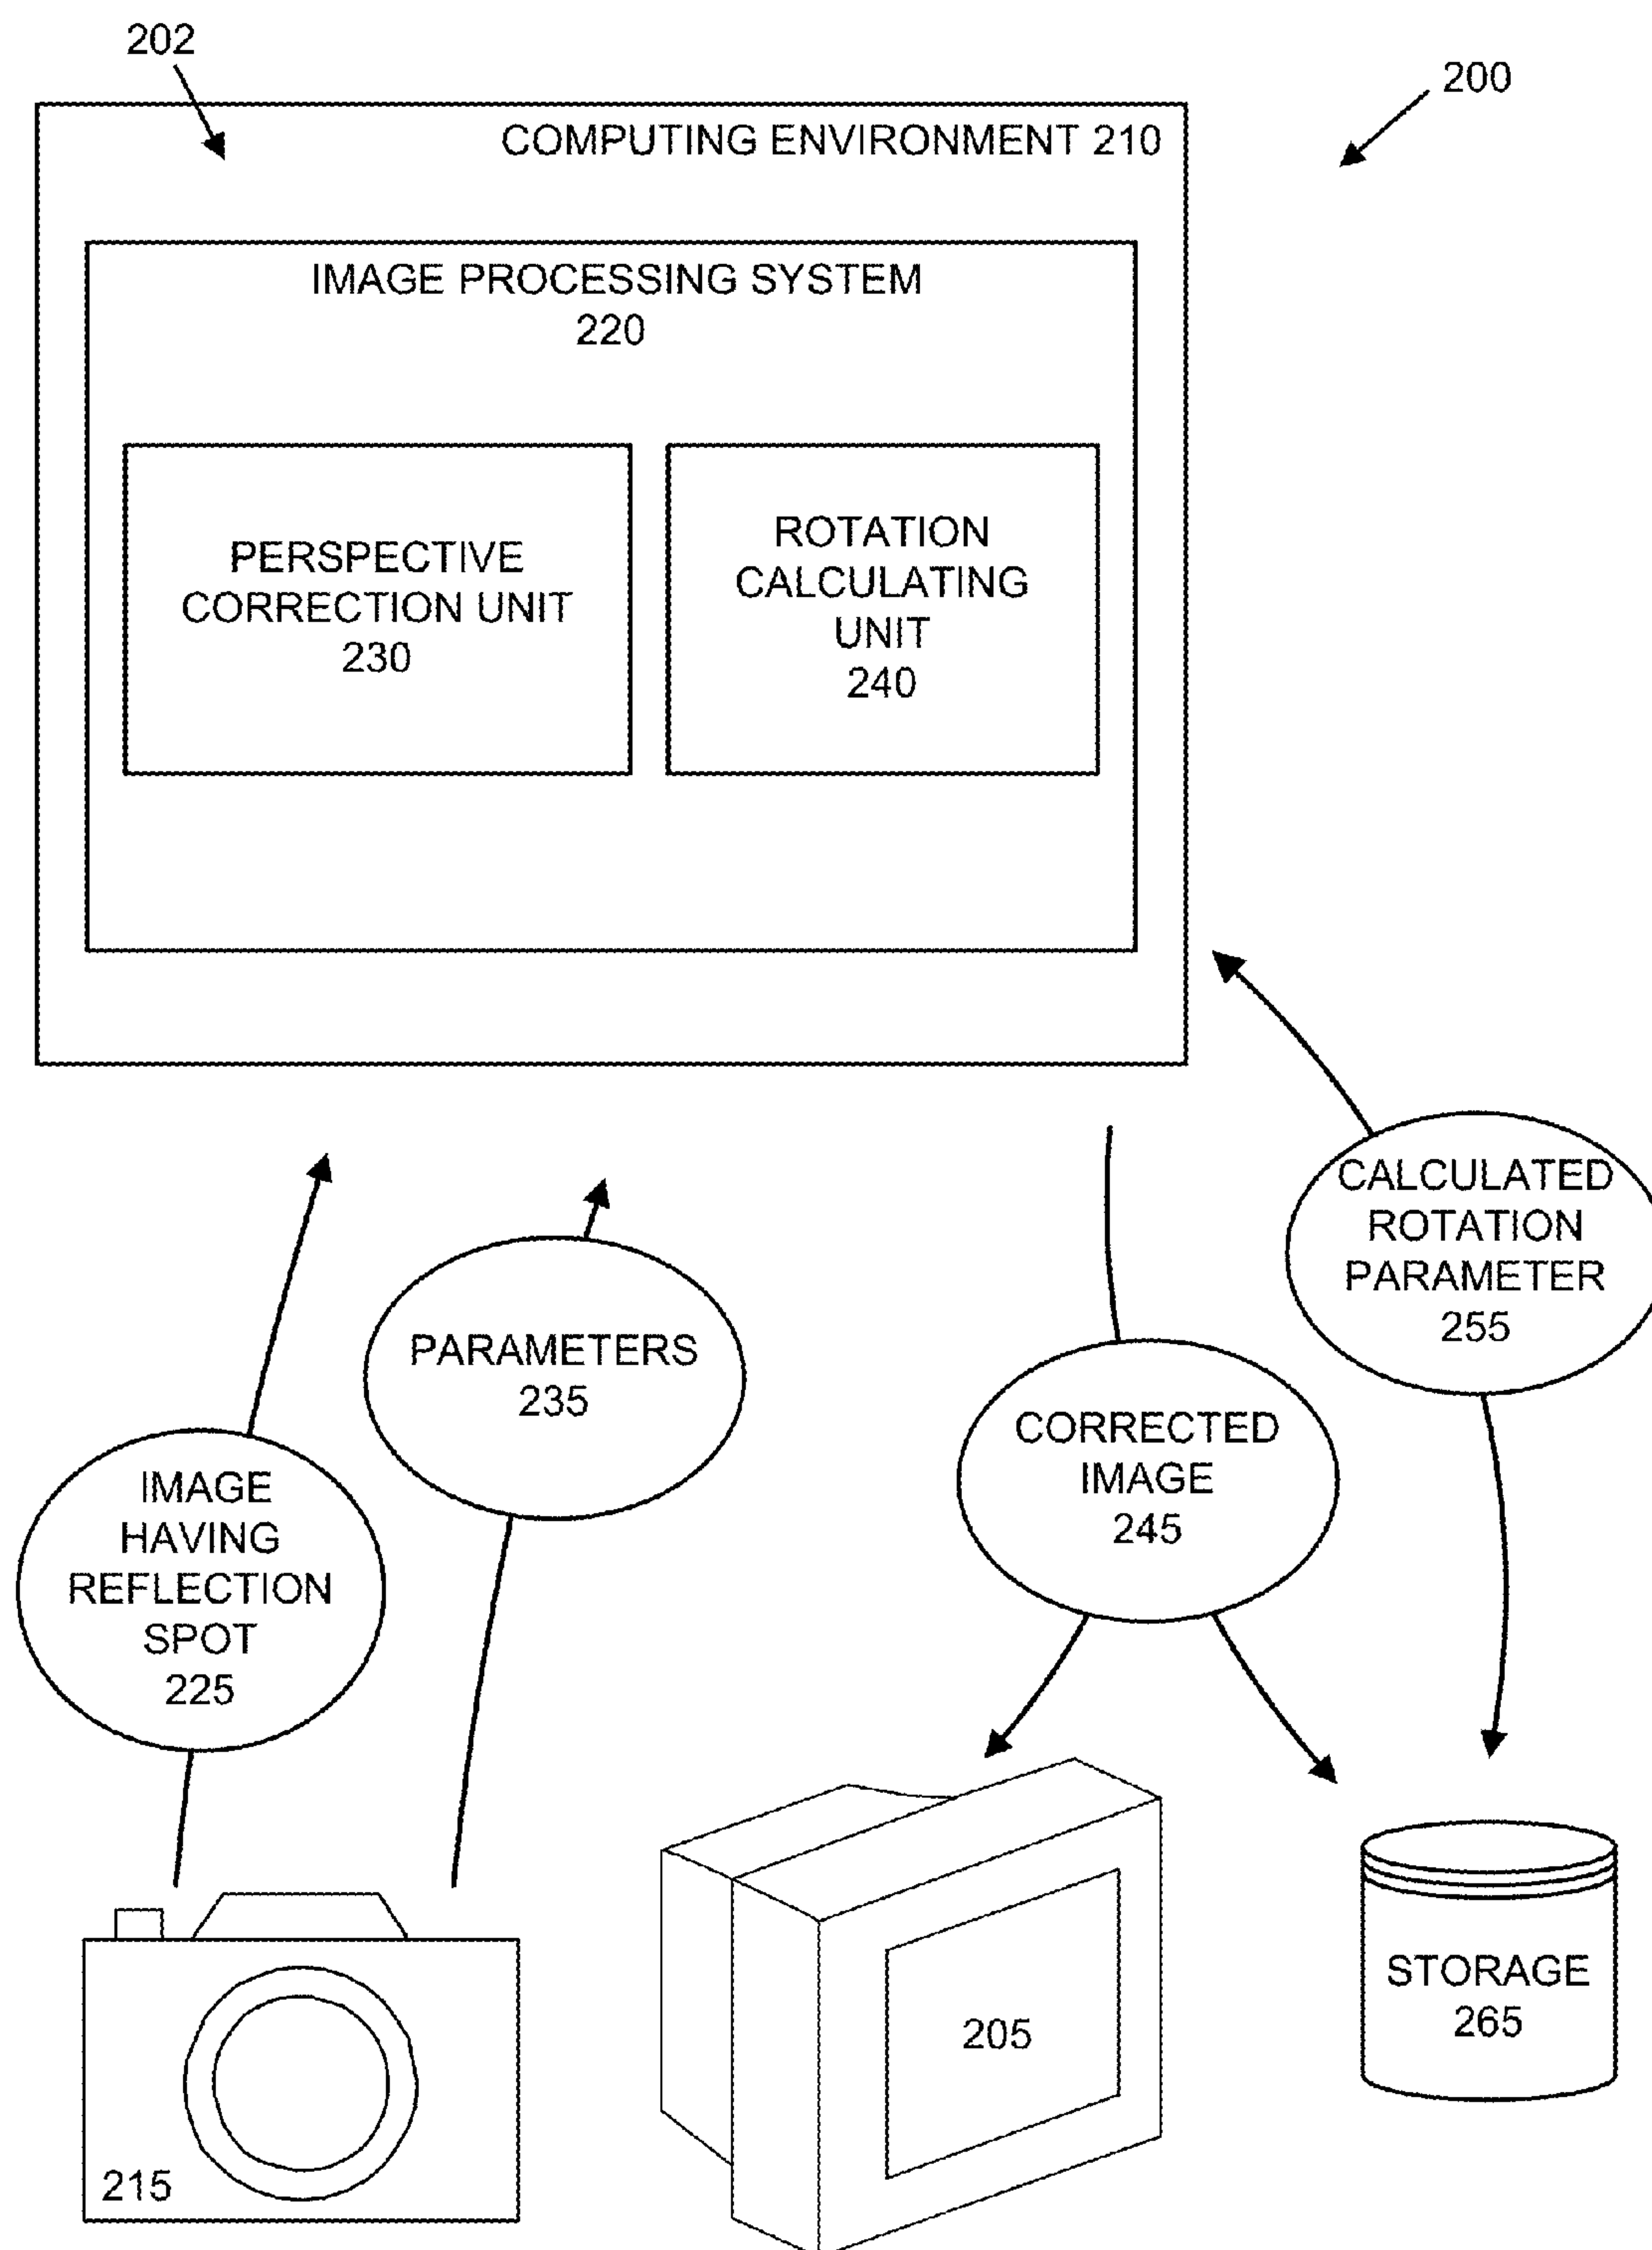 202
200
COMPUTING ENVIRONMENT 210
IMAGE PROCESSING SYSTEM
220
PERSPECTIVE
CORRECTION UNIT
230
ROTATION
CALCULATING
UNIT
240
CALCULATED
ROTATION
PARAMETER
255
PARAMETERS
235
CORRECTED
IMAGE
245
IMAGE
HAVING
REFLECTION
SPOT
225
215
205
STORAGE
265